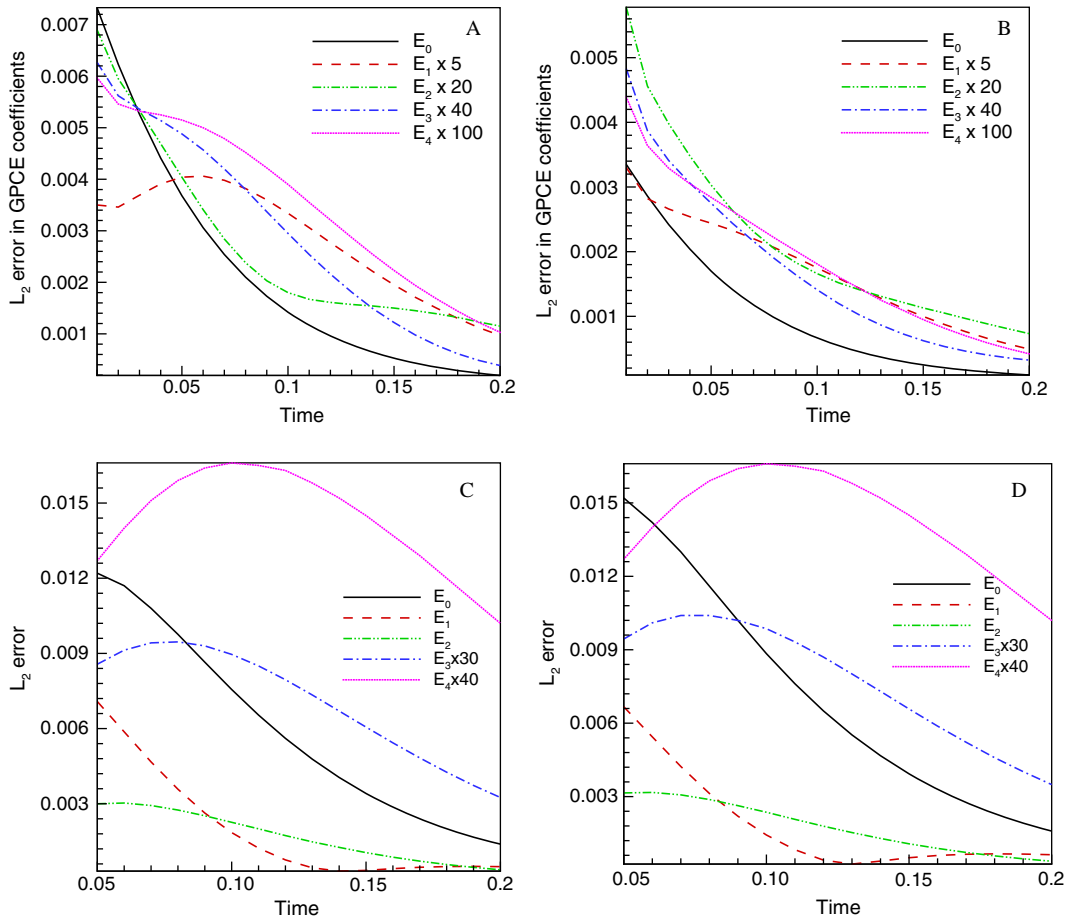 A
0.007
0.006
0.005
0.004
0.003
0.002
0.001
L₂ error in GPCE coefficients
E₀
E₁ x 5
E₂ x 20
E₃ x 40
E₄ x 100
0.05
0.1
0.15
0.2
Time
B
0.005
0.004
0.003
0.002
0.001
L₂ error in GPCE coefficients
E₀
E₁ x 5
E₂ x 20
E₃ x 40
E₄ x 100
0.05
0.1
0.15
0.2
Time
C
0.015
0.012
0.009
0.006
0.003
L₂ error
E₀
E₁
E₂
E₃x30
E₄x40
0.05
0.10
0.15
0.2
Time
D
0.015
0.012
0.009
0.006
0.003
L₂ error
E₀
E₁
E₂
E₃x30
E₄x40
0.05
0.10
0.15
0.2
Time